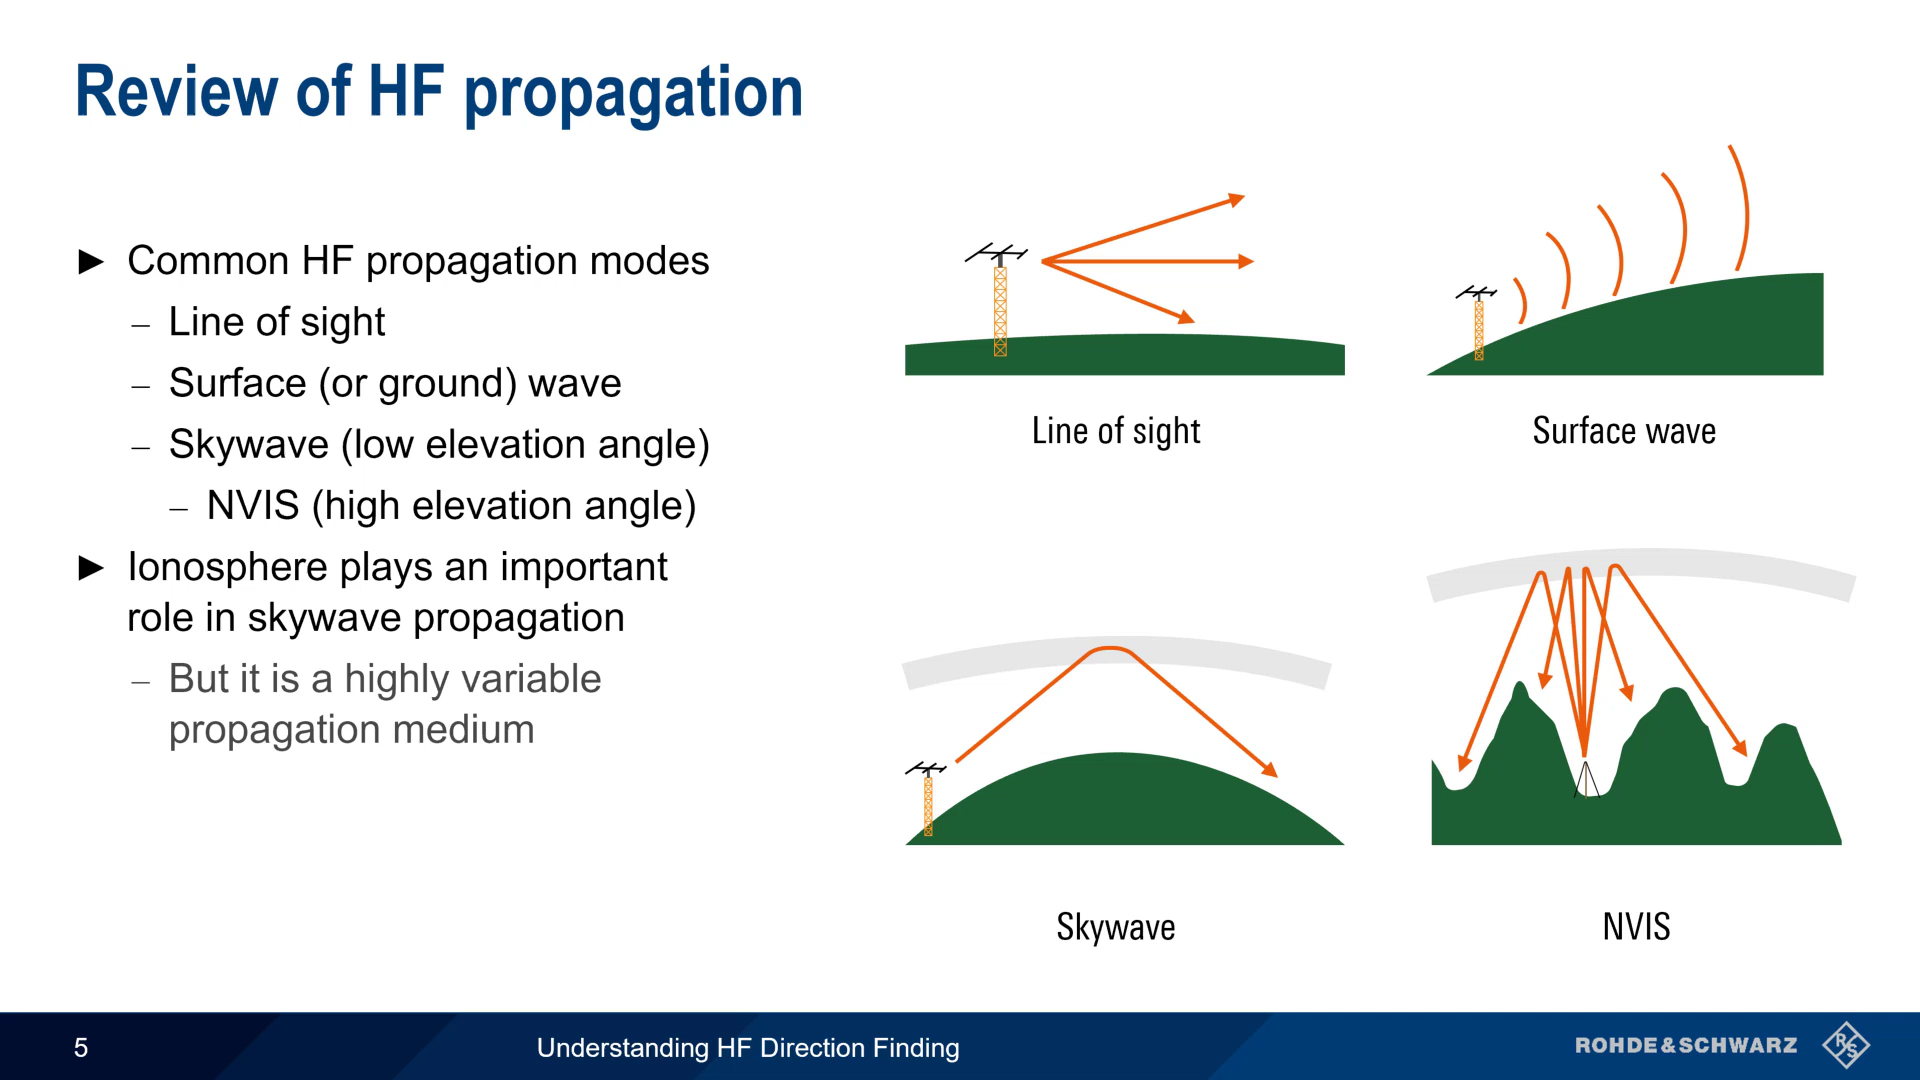 Review of HF propagation
► Common HF propagation modes
– Line of sight
– Surface (or ground) wave
– Skywave (low elevation angle)
– NVIS (high elevation angle)
► Ionosphere plays an important
role in skywave propagation
– But it is a highly variable
propagation medium
Line of sight
Surface wave
Skywave
NVIS
5
Understanding HF Direction Finding
ROHDE&SCHWARZ
R&S